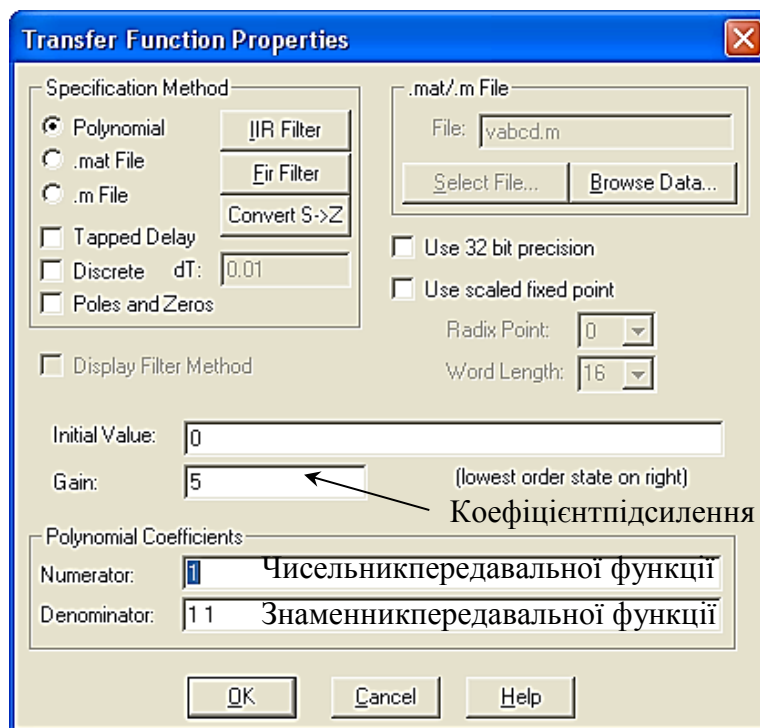 Transfer Function Properties
Specification Method
Polynomial
.mat File
.m File
IIR Filter
Fir Filter
Convert S->Z
Tapped Delay
Discrete dT: 0.01
Poles and Zeros
Display Filter Method
.mat/.m File
File: vabcd.m
Select File... Browse Data...
Use 32 bit precision
Use scaled fixed point
Radix Point: 0
Word Length: 16
Initial Value: 0
Gain: 5 (lowest order state on right)
Коефіцієнтпідсилення
Polynomial Coefficients
Numerator: 1 Чисельникпередавальної функції
Denominator: 1 1 Знаменникпередавальної функції
OK Cancel Help